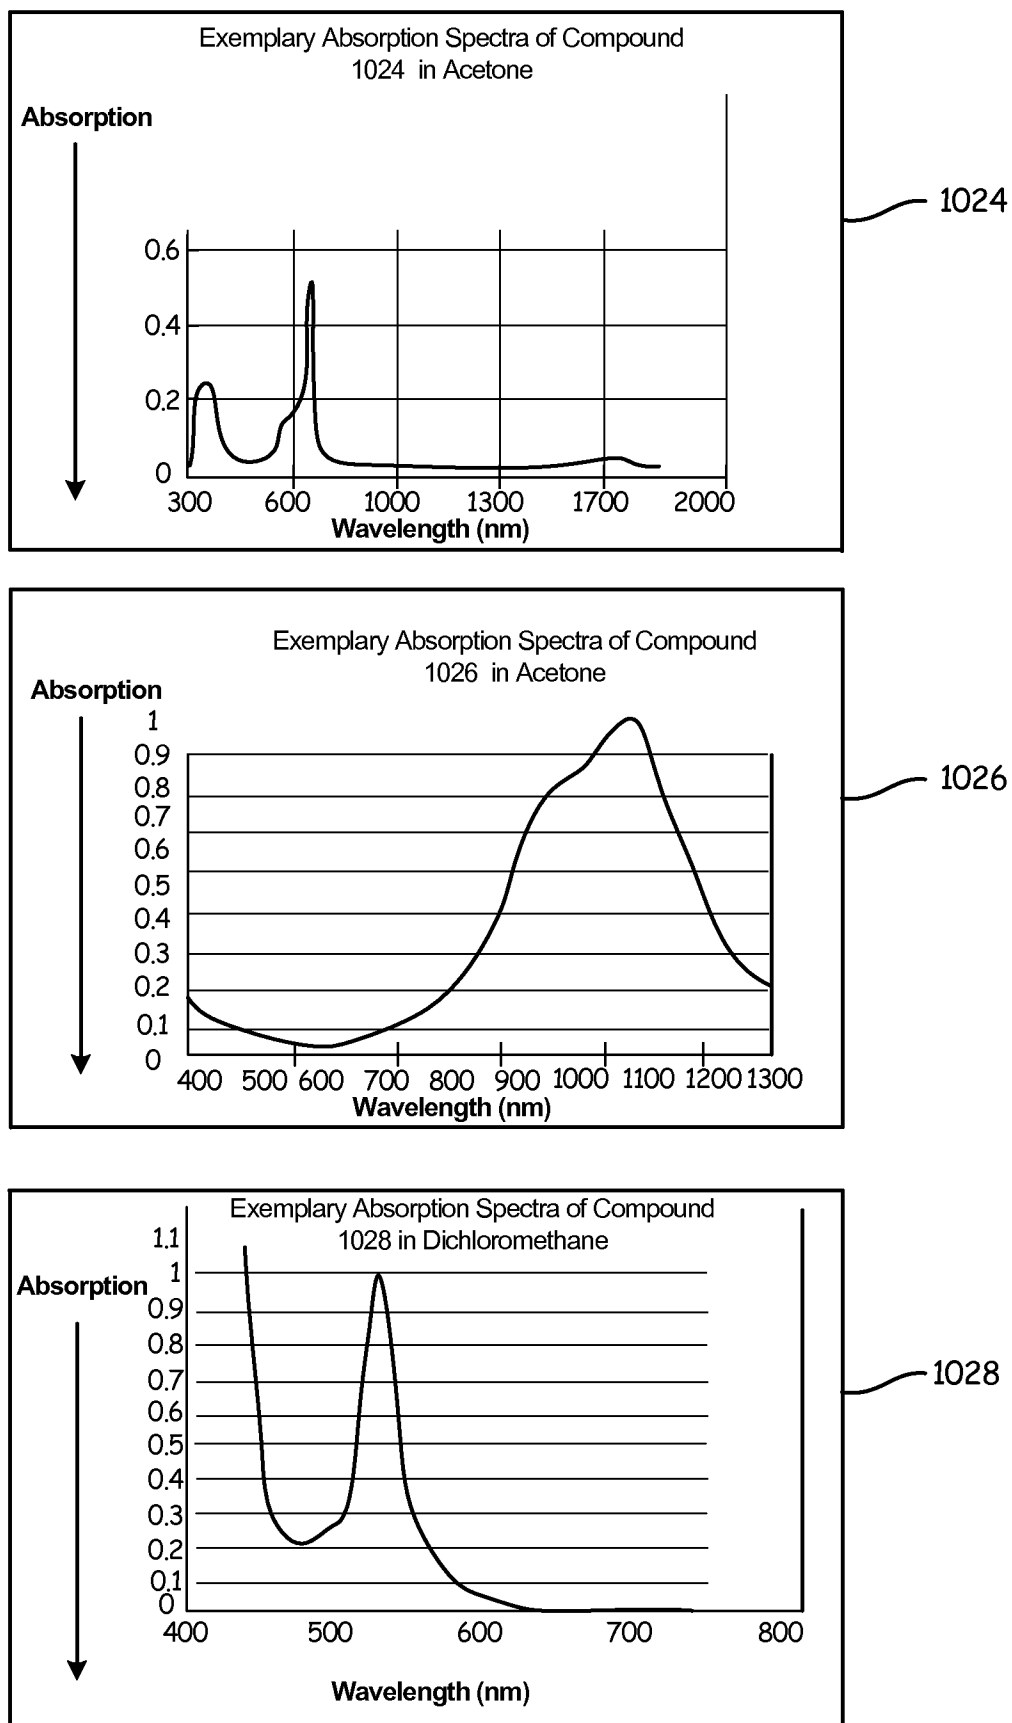 Exemplary Absorption Spectra of Compound
1024 in Acetone
Absorption
1024
0.6
0.4
0.2
0
300 600 1000 1300 1700 2000
Wavelength (nm)
Exemplary Absorption Spectra of Compound
1026 in Acetone
Absorption
1
0.9
1026
0.8
0.7
0.6
0.5
0.4
0.3
0.2
0.1
0
400 500 600 700 800 900 1000 1100 1200 1300
Wavelength (nm)
Exemplary Absorption Spectra of Compound
1028 in Dichloromethane
1.1
1
Absorption
0.9
0.8
1028
0.7
0.6
0.5
0.4
0.3
0.2
0.1
0
400 500 600 700 800
Wavelength (nm)